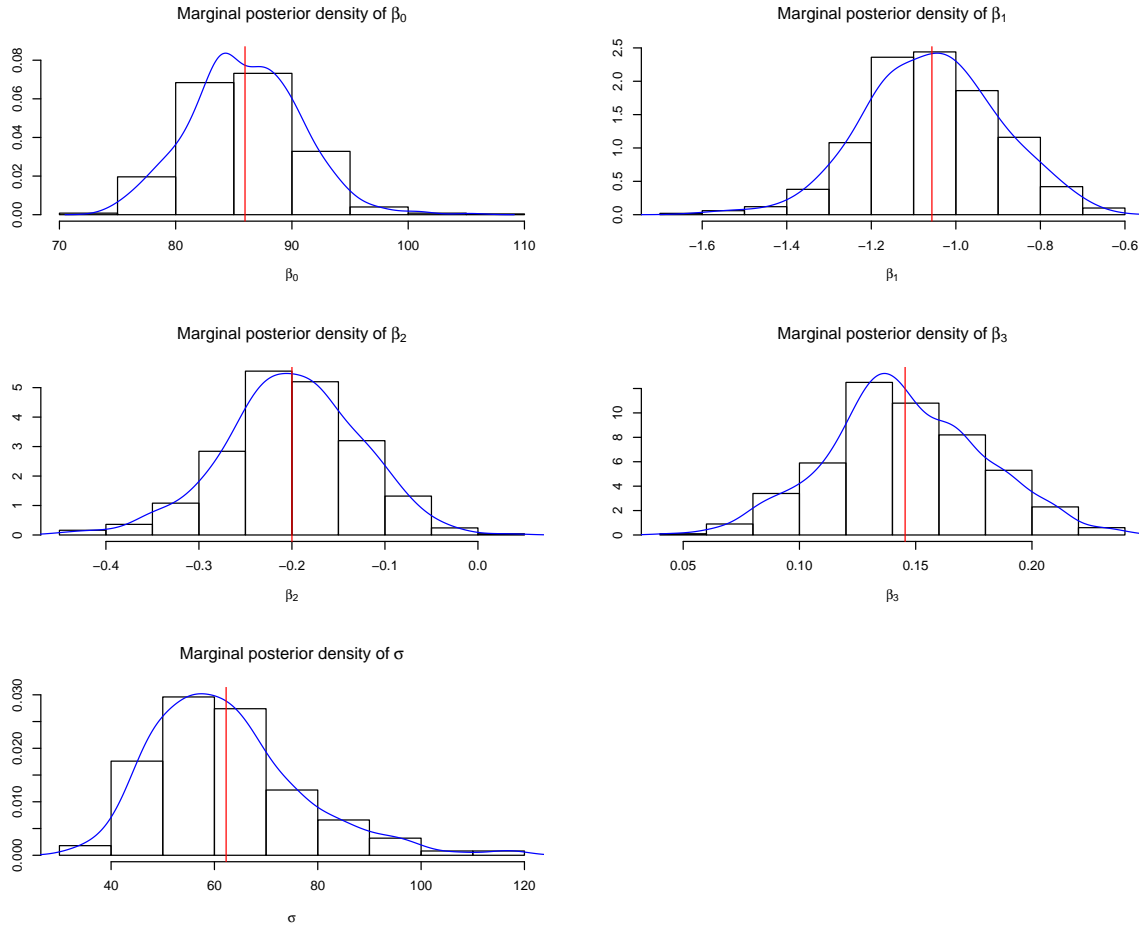 Marginal posterior density of β₀
0.00 0.02 0.04 0.06 0.08
70 80 90 100 110
β₀
Marginal posterior density of β₁
0.0 0.5 1.0 1.5 2.0 2.5
−1.6 −1.4 −1.2 −1.0 −0.8 −0.6
β₁
Marginal posterior density of β₂
0 1 2 3 4 5
−0.4 −0.3 −0.2 −0.1 0.0
β₂
Marginal posterior density of β₃
0 2 4 6 8 10
0.05 0.10 0.15 0.20
β₃
Marginal posterior density of σ
0.000 0.010 0.020 0.030
40 60 80 100 120
σ